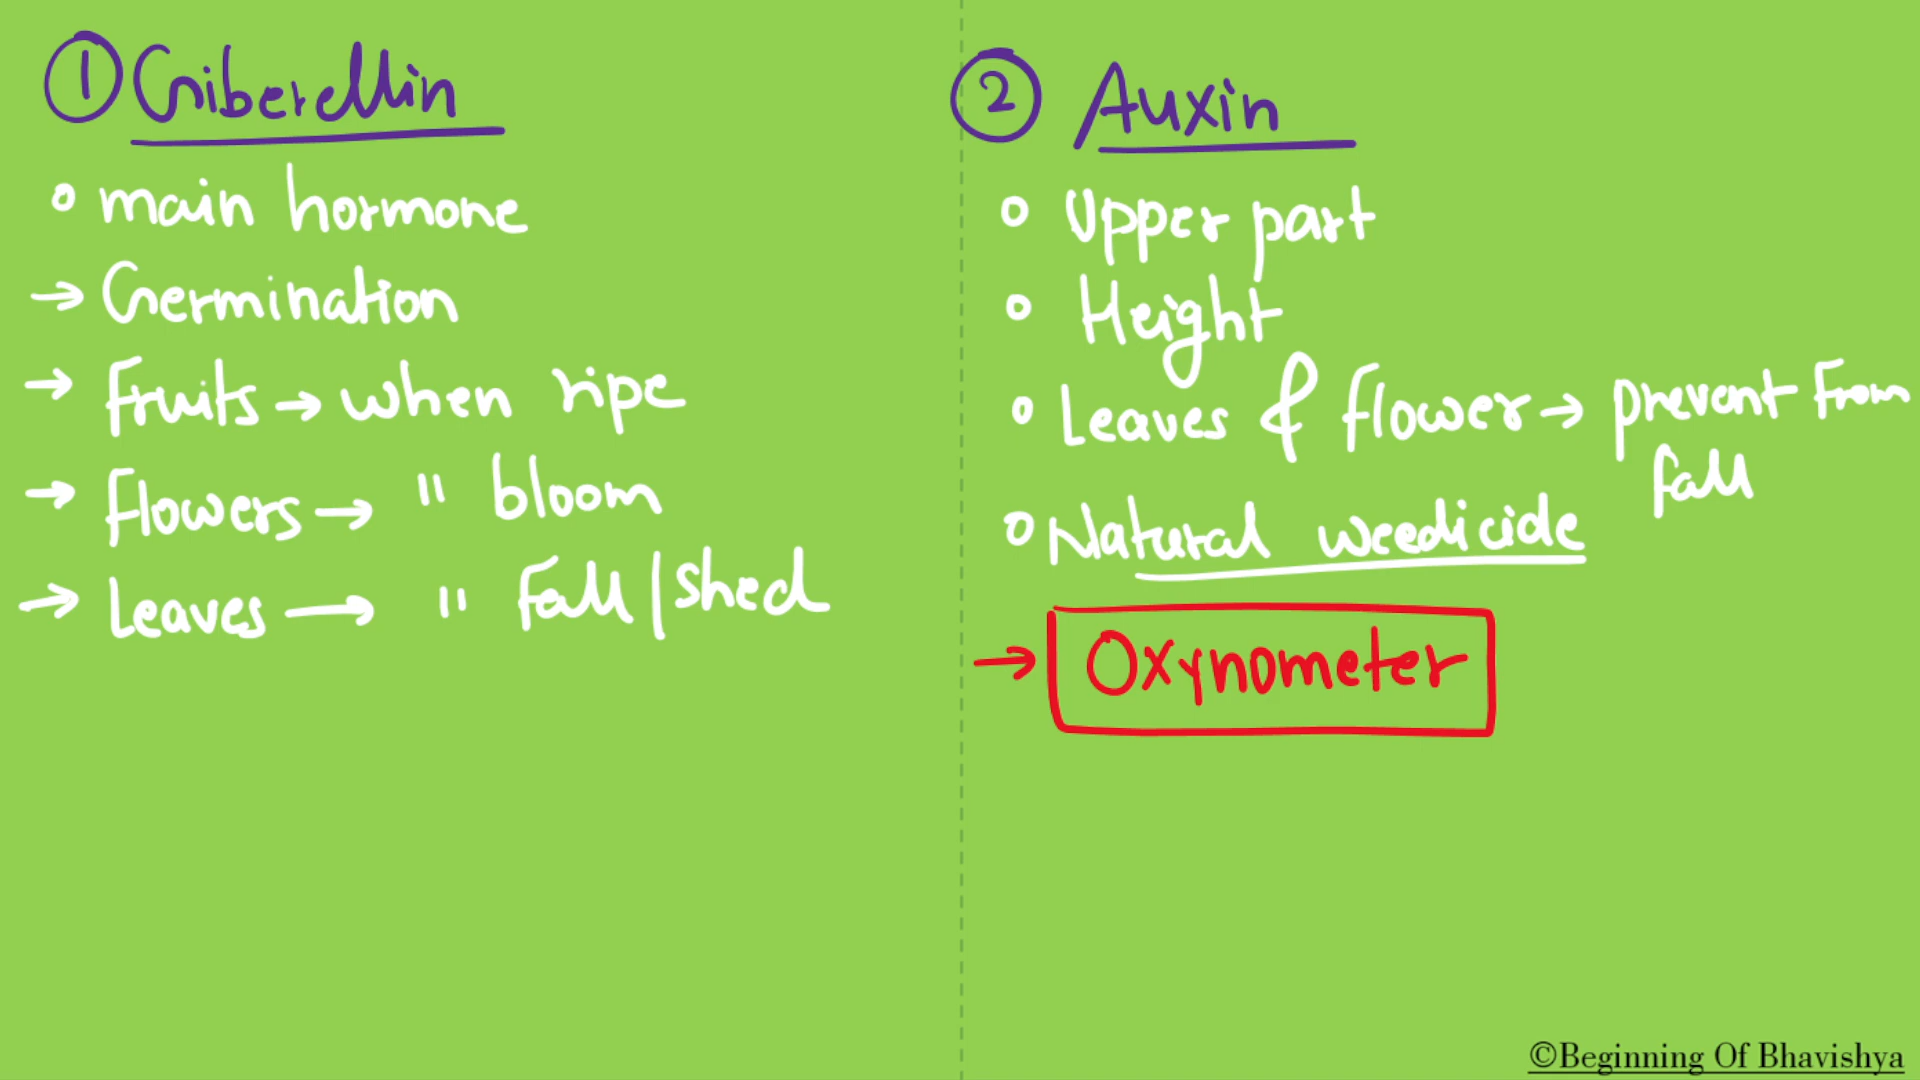 ① Giberellin
o main hormone
→ Germination
→ Fruits → when ripe
→ Flowers → " bloom
→ Leaves → " Fall/shed
② Auxin
o Upper part
o Height
o Leaves & flower → prevent from
fall
o Natural weedicide
→ Oxynometer
©Beginning Of Bhavishya